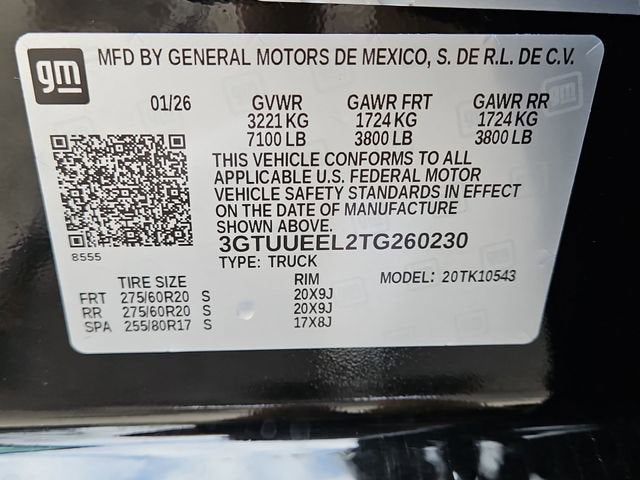 gm
MFD BY GENERAL MOTORS DE MEXICO, S. DE R.L. DE C.V.
01/26 GVWR GAWR FRT GAWR RR
3221 KG 1724 KG 1724 KG
7100 LB 3800 LB 3800 LB
THIS VEHICLE CONFORMS TO ALL
APPLICABLE U.S. FEDERAL MOTOR
VEHICLE SAFETY STANDARDS IN EFFECT
ON THE DATE OF MANUFACTURE
SHOWN ABOVE.
3GTUUEEL2TG260230
8555
TYPE: TRUCK
TIRE SIZE RIM MODEL: 20TK10543
FRT 275/60R20 S 20X9J
RR 275/60R20 S 20X9J
SPA 255/80R17 S 17X8J